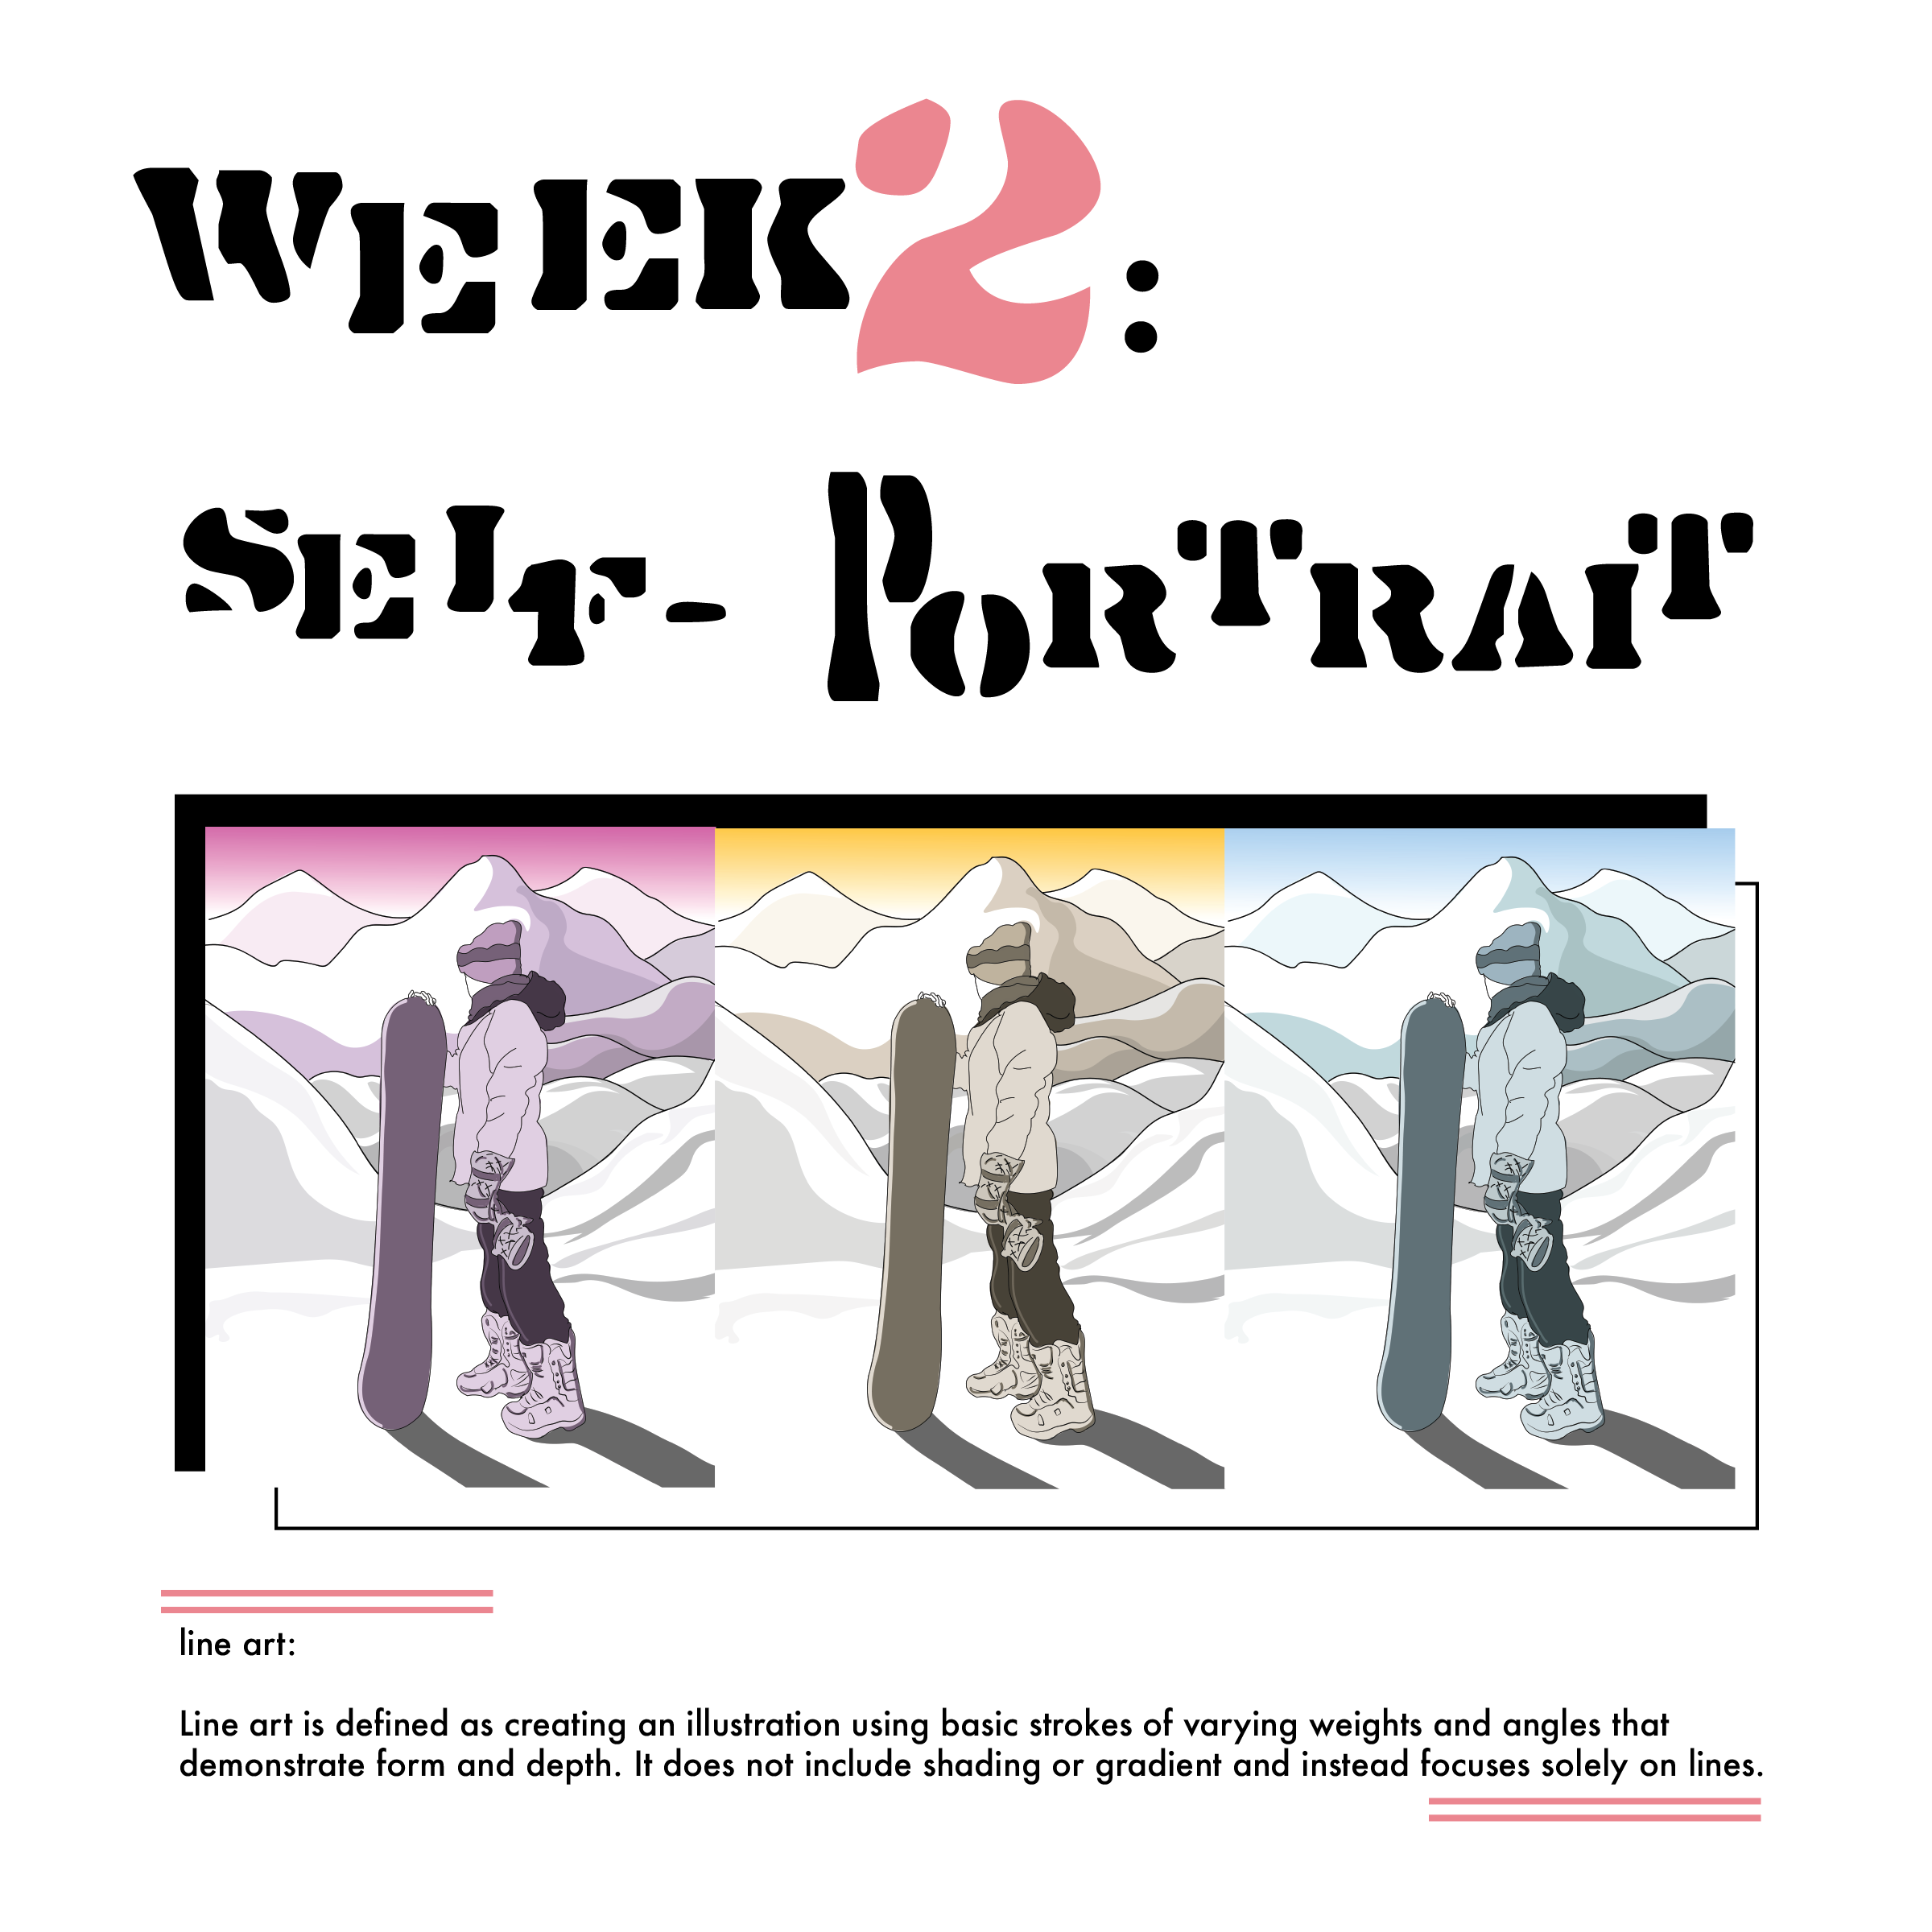 WEEK 2:
SELF- PORTRAIT
line art:
Line art is defined as creating an illustration using basic strokes of varying weights and angles that
demonstrate form and depth. It does not include shading or gradient and instead focuses solely on lines.